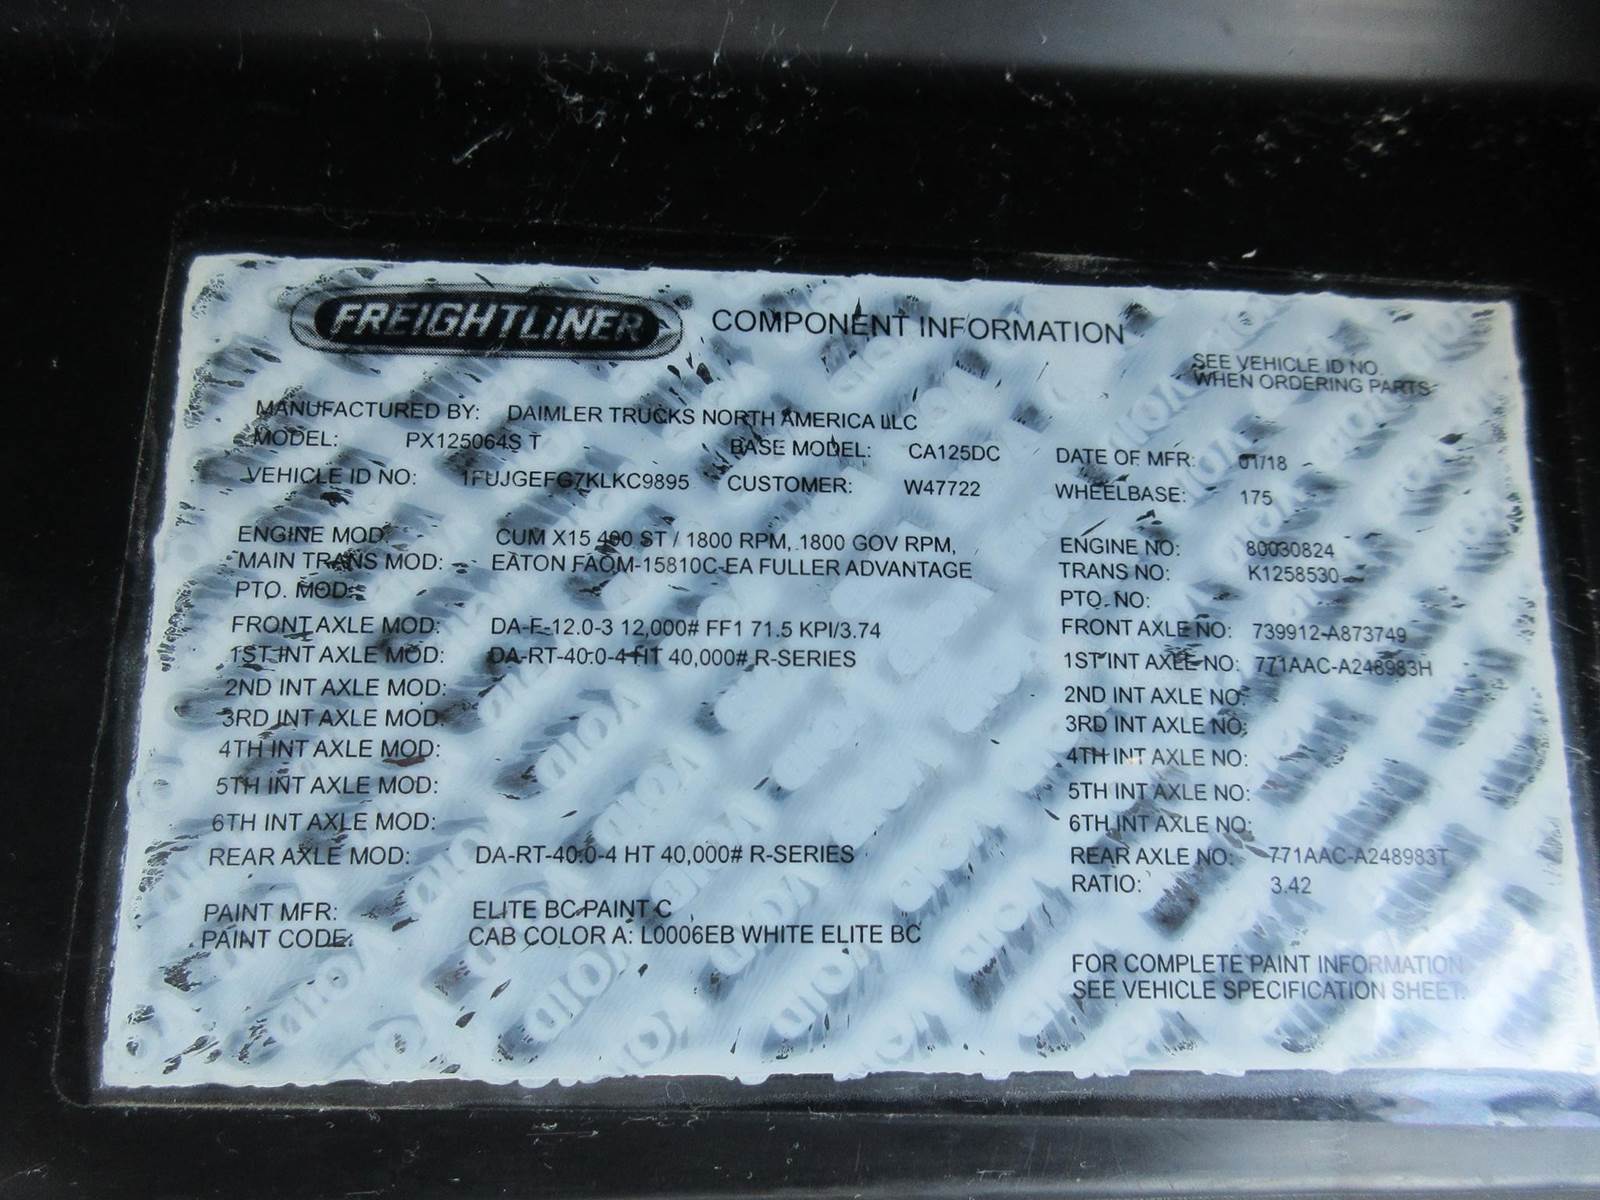 FREIGHTLINER COMPONENT INFORMATION
SEE VEHICLE ID NO.
WHEN ORDERING PARTS
MANUFACTURED BY: DAIMLER TRUCKS NORTH AMERICA LLC
MODEL: PX125064S T BASE MODEL: CA125DC DATE OF MFR: 01/18
VEHICLE ID NO: 1FUJGEFG7KLKC9895 CUSTOMER: W47722 WHEELBASE: 175
ENGINE MOD: CUM X15 400 ST / 1800 RPM, 1800 GOV RPM, ENGINE NO: 80030824
MAIN TRANS MOD: EATON FAOM-15810C-EA FULLER ADVANTAGE TRANS NO: K1258530
PTO. MOD: PTO. NO:
FRONT AXLE MOD: DA-F-12.0-3 12,000# FF1 71.5 KPI/3.74 FRONT AXLE NO: 739912-A873749
1ST INT AXLE MOD: DA-RT-40.0-4 HT 40,000# R-SERIES 1ST INT AXLE NO: 771AAC-A248983H
2ND INT AXLE MOD: 2ND INT AXLE NO:
3RD INT AXLE MOD: 3RD INT AXLE NO:
4TH INT AXLE MOD: 4TH INT AXLE NO:
5TH INT AXLE MOD: 5TH INT AXLE NO:
6TH INT AXLE MOD: 6TH INT AXLE NO:
REAR AXLE MOD: DA-RT-40.0-4 HT 40,000# R-SERIES REAR AXLE NO: 771AAC-A248983T
RATIO: 3.42
PAINT MFR: ELITE BC PAINT C
PAINT CODE: CAB COLOR A: L0006EB WHITE ELITE BC
FOR COMPLETE PAINT INFORMATION
SEE VEHICLE SPECIFICATION SHEET.